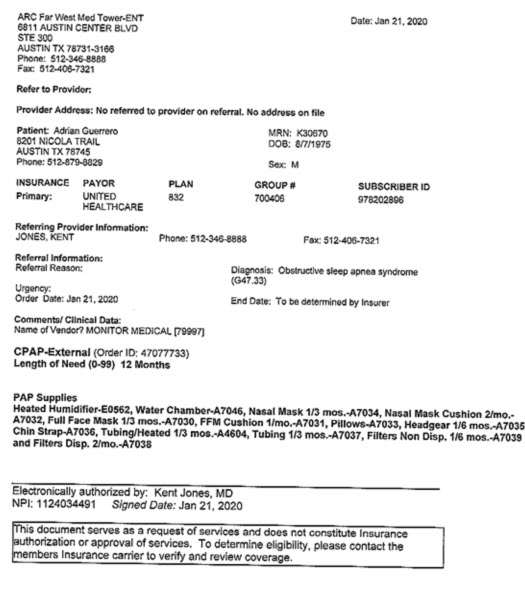 ARC Far West Med Tower-ENT
6811 AUSTIN CENTER BLVD
STE 300
AUSTIN TX 78731-3166
Phone: 512-346-8888
Fax: 512-406-7321
Date: Jan 21, 2020
Refer to Provider:
Provider Address: No referred to provider on referral. No address on file
Patient: Adrian Guerrero
8201 NICOLA TRAIL
AUSTIN TX 78745
Phone: 512-879-8829
MRN: K30670
DOB: 8/7/1975
Sex: M
INSURANCE PAYOR PLAN GROUP # SUBSCRIBER ID
Primary: UNITED HEALTHCARE 832 700406 978202896
Referring Provider Information:
JONES, KENT Phone: 512-346-8888 Fax: 512-406-7321
Referral Information:
Referral Reason:
Diagnosis: Obstructive sleep apnea syndrome
(G47.33)
Urgency:
Order Date: Jan 21, 2020
End Date: To be determined by Insurer
Comments/ Clinical Data:
Name of Vendor? MONITOR MEDICAL [79997]
CPAP-External (Order ID: 47077733)
Length of Need (0-99) 12 Months
PAP Supplies
Heated Humidifier-E0562, Water Chamber-A7046, Nasal Mask 1/3 mos.-A7034, Nasal Mask Cushion 2/mo.-
A7032, Full Face Mask 1/3 mos.-A7030, FFM Cushion 1/mo.-A7031, Pillows-A7033, Headgear 1/6 mos.-A7035
Chin Strap-A7036, Tubing/Heated 1/3 mos.-A4604, Tubing 1/3 mos.-A7037, Filters Non Disp. 1/6 mos.-A7039
and Filters Disp. 2/mo.-A7038
Electronically authorized by: Kent Jones, MD
NPI: 1124034491 Signed Date: Jan 21, 2020
This document serves as a request of services and does not constitute Insurance
authorization or approval of services. To determine eligibility, please contact the
members Insurance carrier to verify and review coverage.